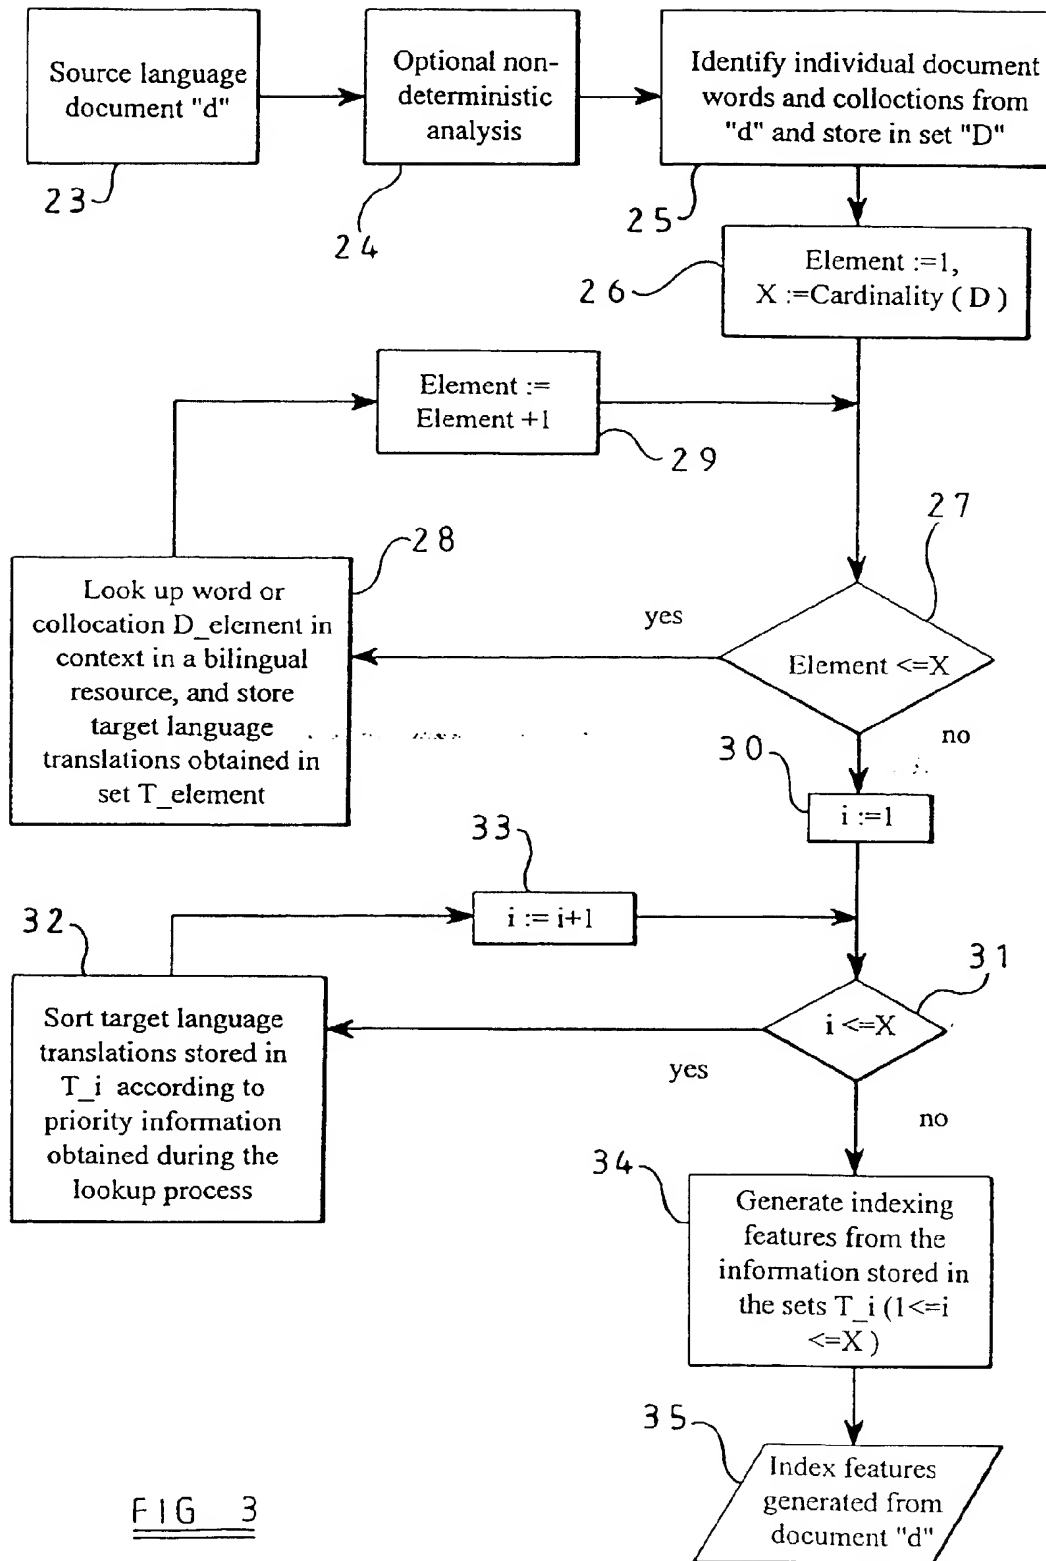 Source language
document "d"
23
Optional non-
deterministic
analysis
24
Identify individual document
words and colloctions from
"d" and store in set "D"
25
Element :=1,
X :=Cardinality ( D )
26
Element :=
Element +1
29
27
Element <=X
yes
no
28
Look up word or
collocation D_element in
context in a bilingual
resource, and store
target language
translations obtained in
set T_element
30
i :=1
33
i := i+1
31
i <=X
yes
no
32
Sort target language
translations stored in
T_i according to
priority information
obtained during the
lookup process
34
Generate indexing
features from the
information stored in
the sets T_i (1<=i
<=X )
35
Index features
generated from
document "d"
FIG 3